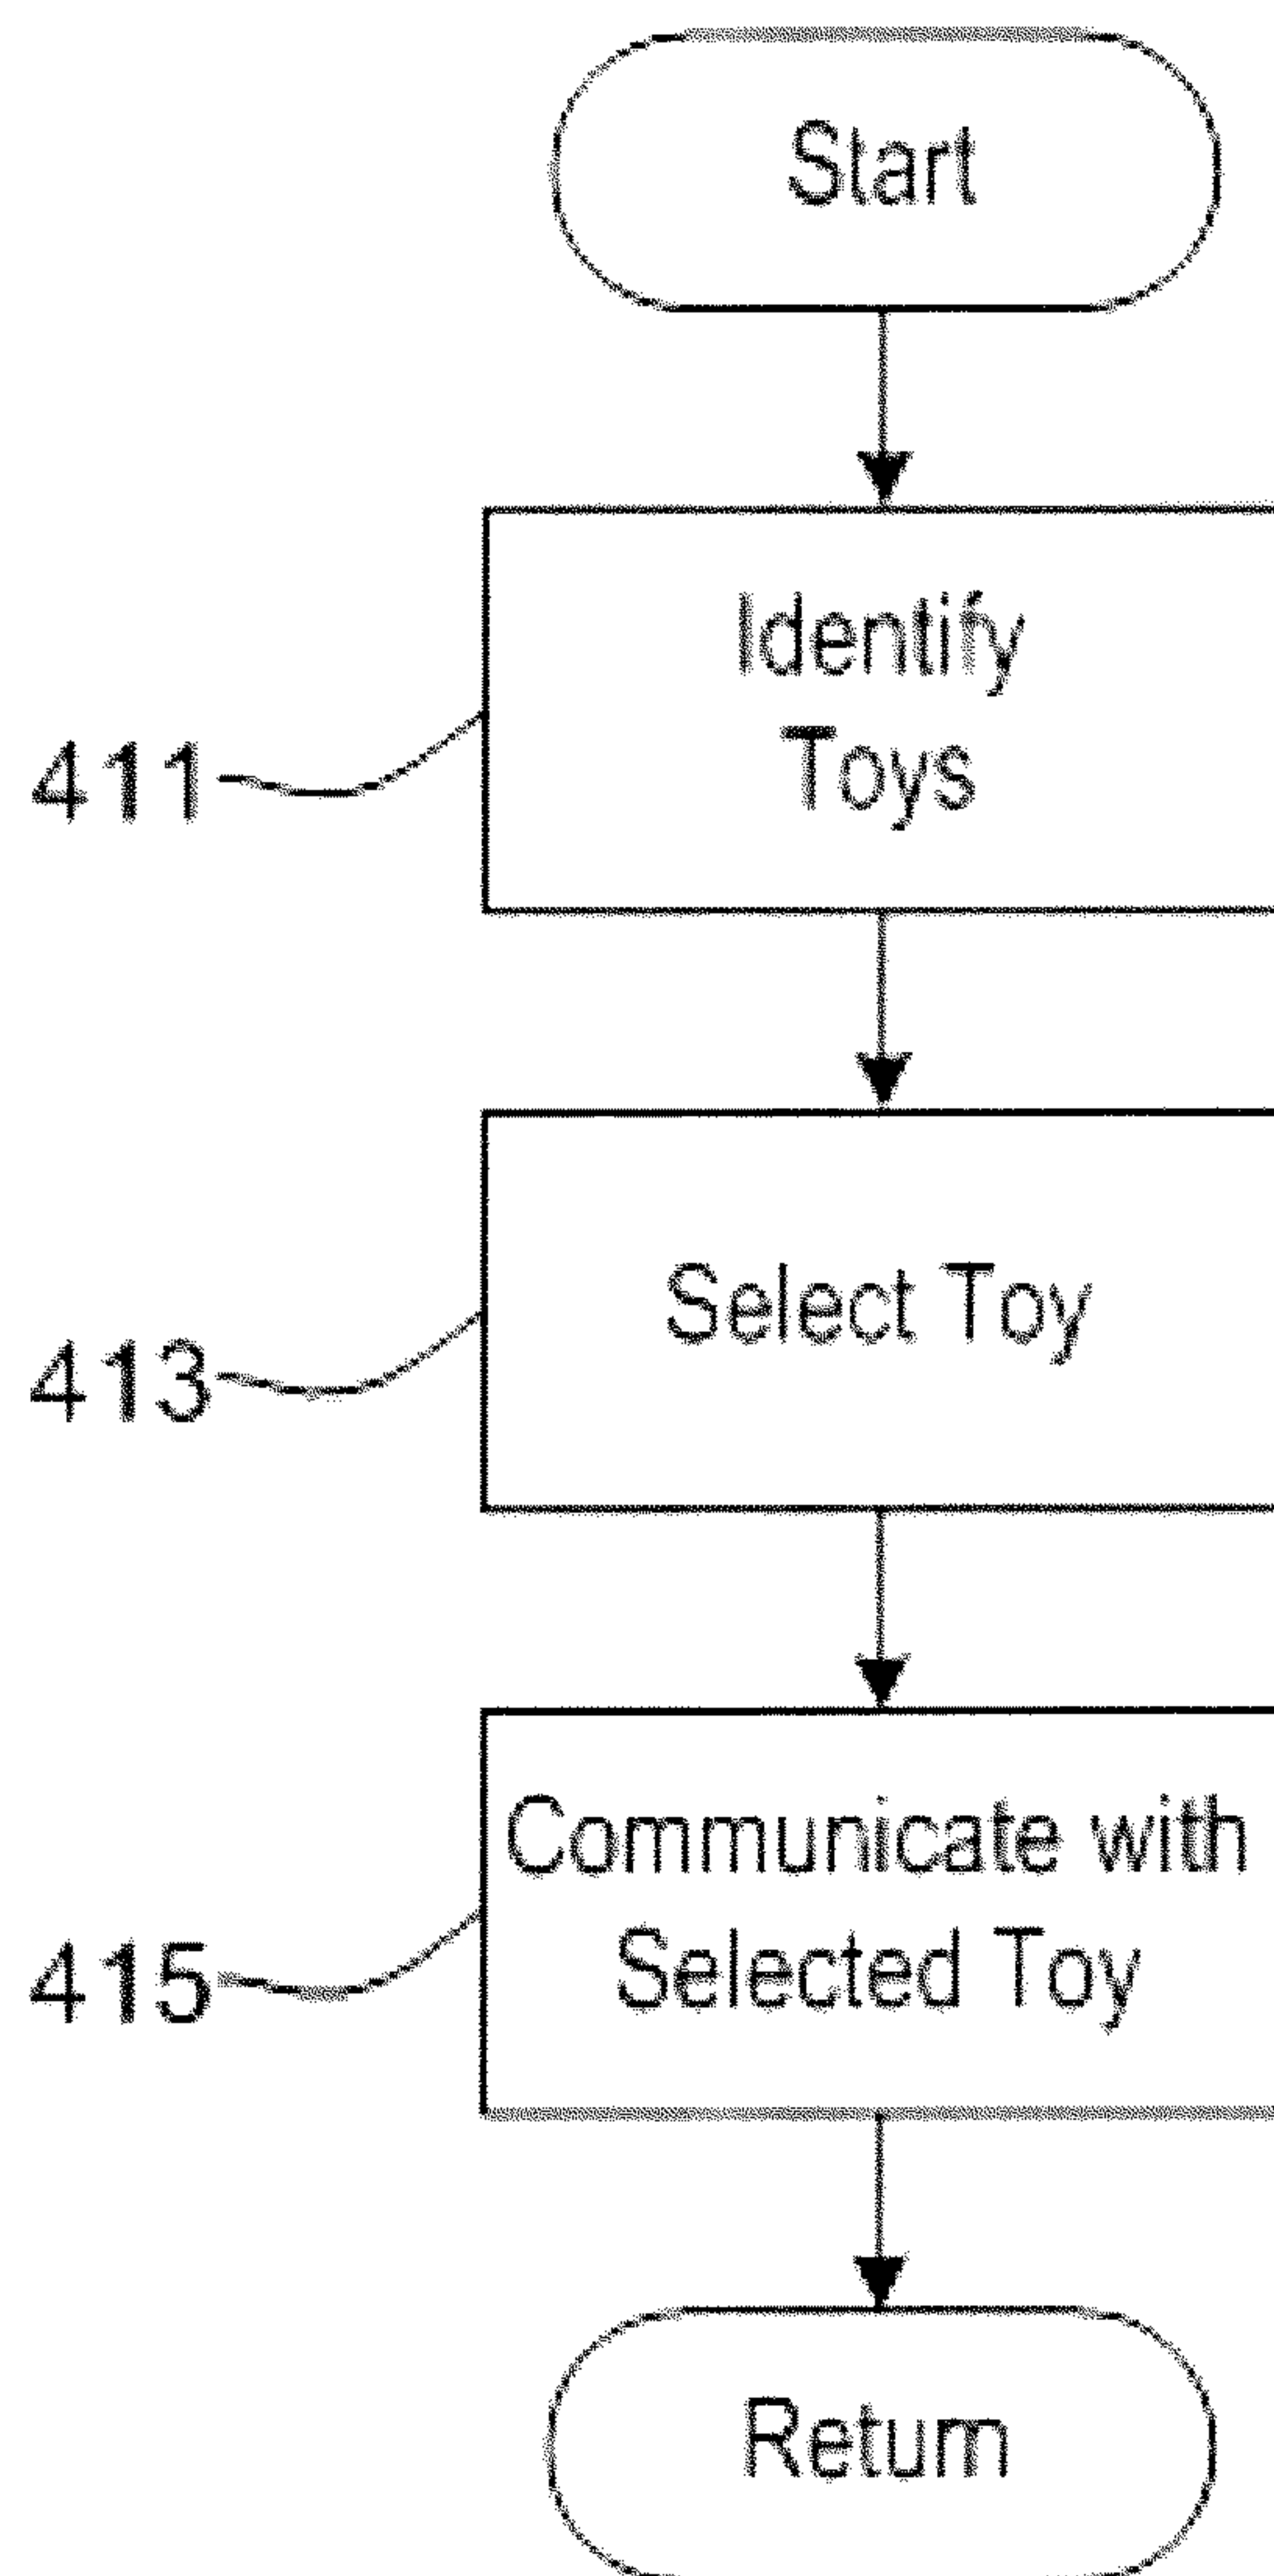 Start
Identify
Toys
411
Select Toy
413
Communicate with
Selected Toy
415
Return